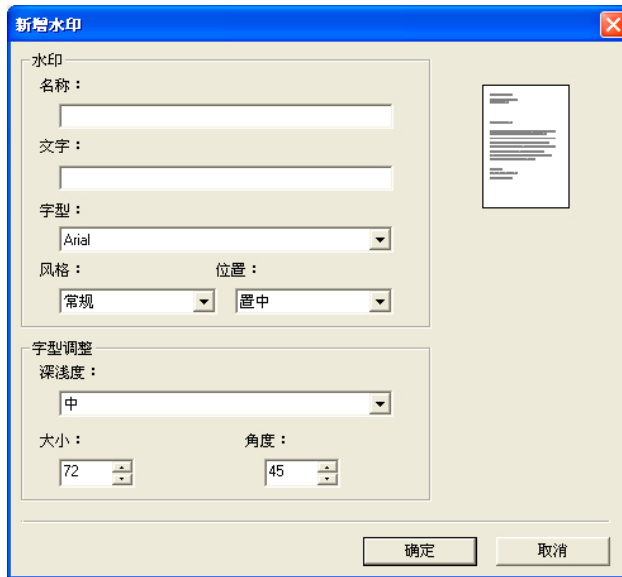 新增水印
水印
名称：
文字：
字型：
Arial
风格：
位置：
常规
置中
字型调整
深浅度：
中
大小：
角度：
72
45
确定
取消